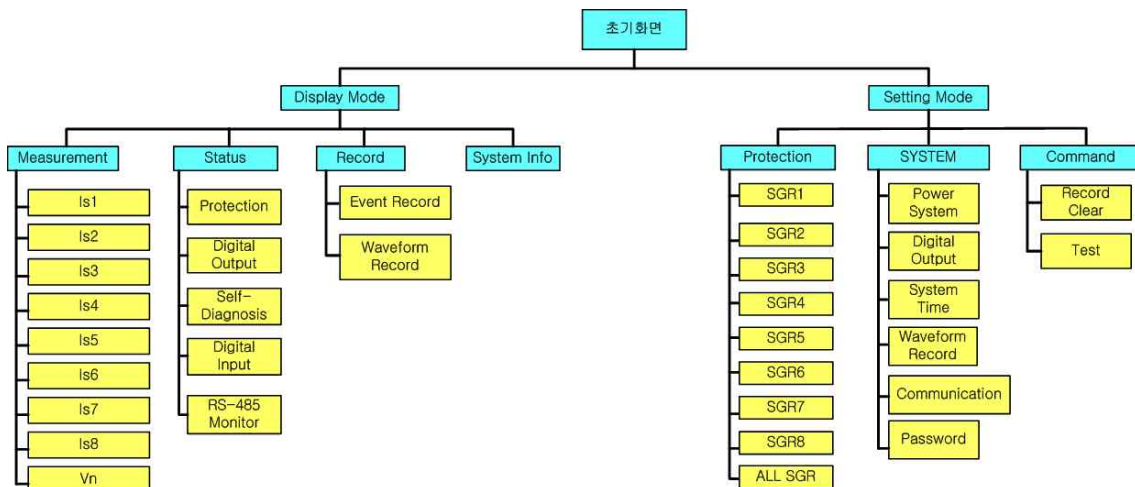 초기화면
Display Mode
Setting Mode
Measurement
Status
Record
System Info
Protection
SYSTEM
Command
Is1
Is2
Is3
Is4
Is5
Is6
Is7
Is8
Vn
Protection
Digital
Output
Self-
Diagnosis
Digital
Input
RS-485
Monitor
Event Record
Waveform
Record
SGR1
SGR2
SGR3
SGR4
SGR5
SGR6
SGR7
SGR8
ALL SGR
Power
System
Digital
Output
System
Time
Waveform
Record
Communication
Password
Record
Clear
Test